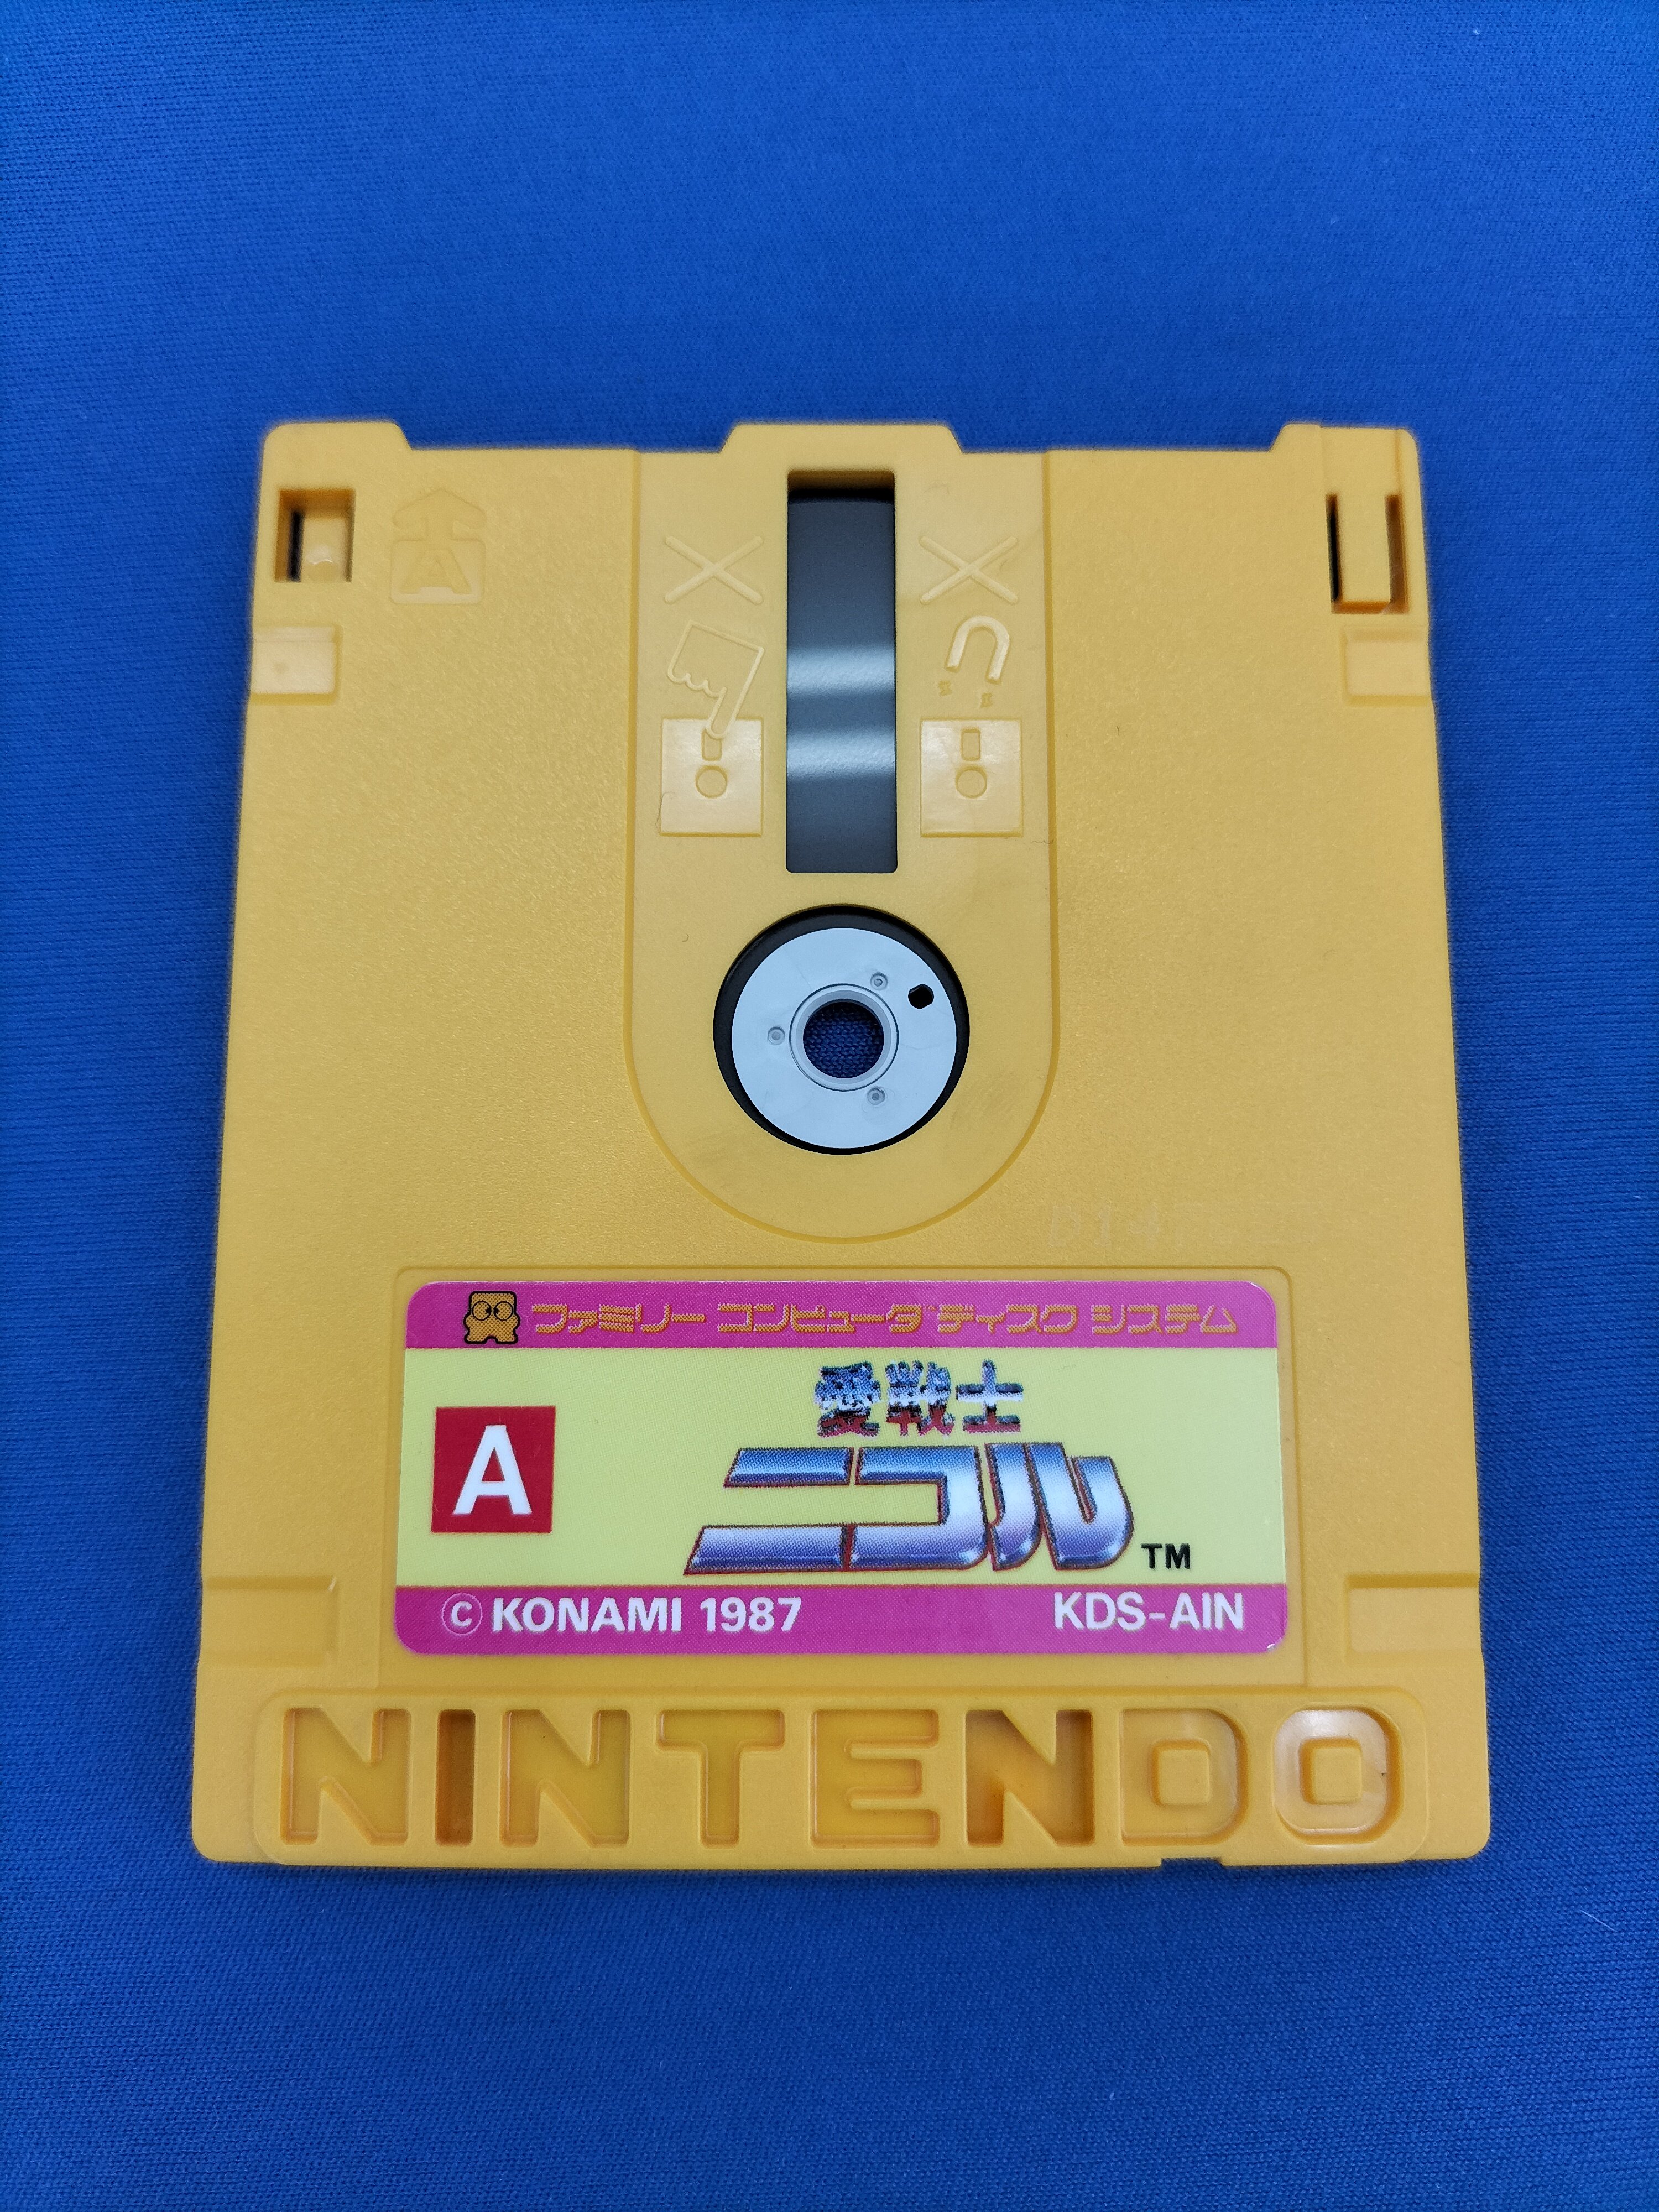 A
D14
ファミリー コンピュータ ディスク システム
A
愛戦士
ニコル
TM
© KONAMI 1987 KDS-AIN
NINTENDO